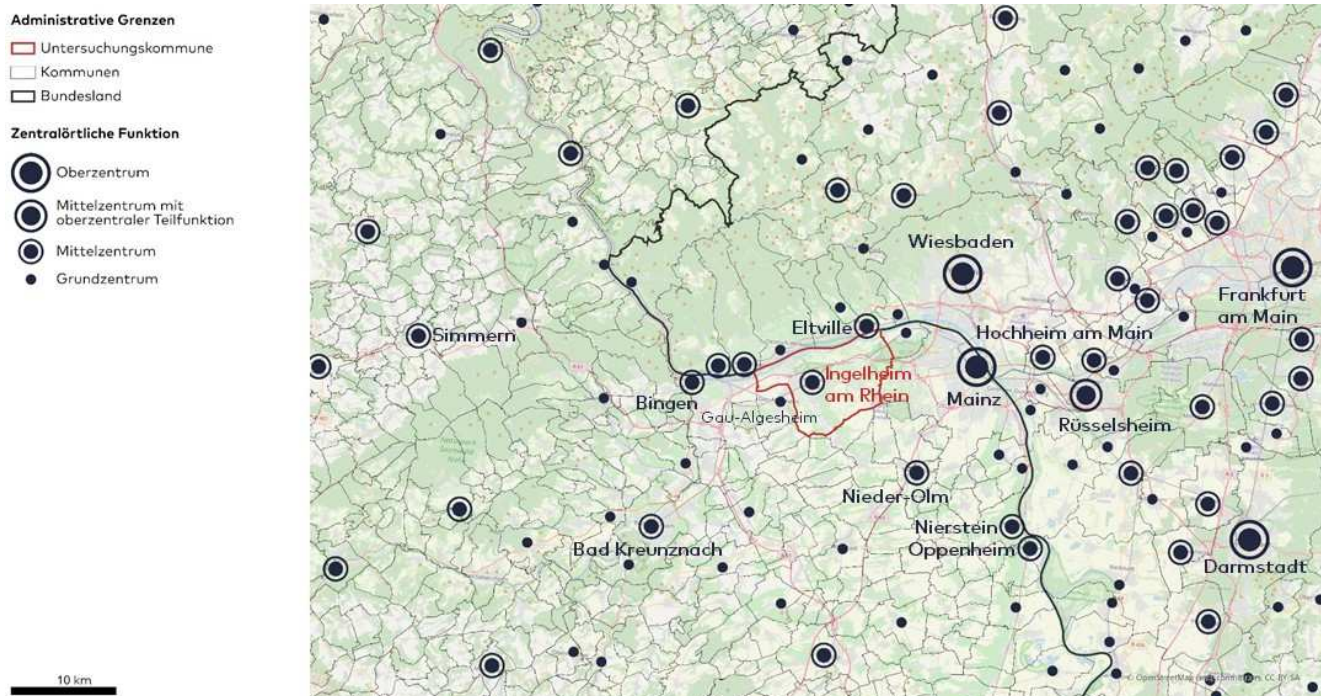 Administrative Grenzen
Untersuchungskommune
Kommunen
Bundesland
Zentralörtliche Funktion
Oberzentrum
Mittelzentrum mit
oberzentraler Teilfunktion
Mittelzentrum
Grundzentrum
10 km
Wiesbaden
Frankfurt
am Main
Eltville
Hochheim am Main
Simmern
Ingelheim
am Rhein
Bingen
Gau-Algesheim
Mainz
Rüsselsheim
Nieder-Olm
Nierstein
Oppenheim
Bad Kreunznach
Darmstadt